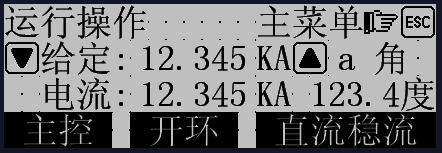 运行操作 主菜单 ESC
给定: 12.345 KA a 角
电流: 12.345 KA 123.4度
主控 开环 直流稳流